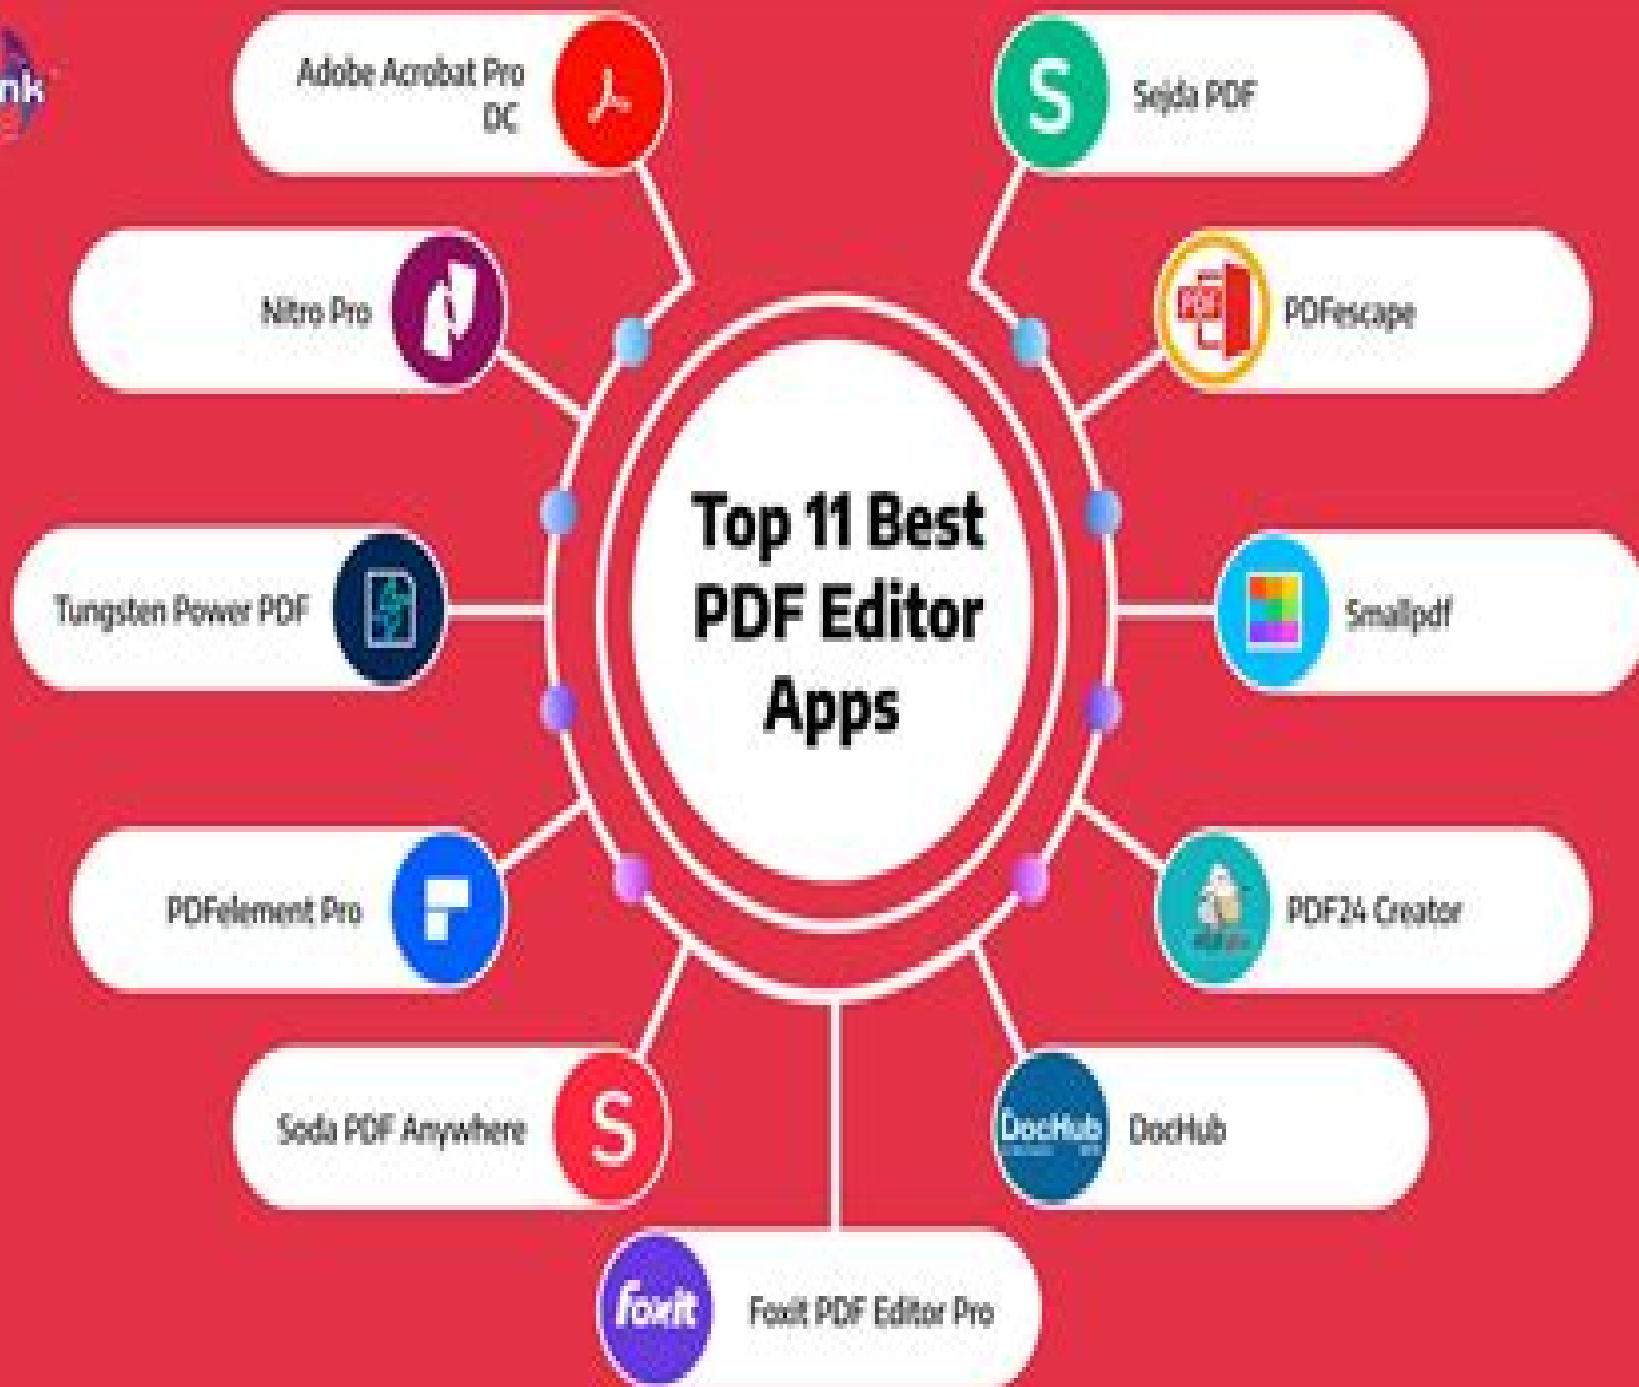 nk
Adobe Acrobat Pro
DC
Sejda PDF
S
Nitro Pro
PDFescape
PDF
Top 11 Best
PDF Editor
Apps
Tungsten Power PDF
Smallpdf
PDFelement Pro
PDF24 Creator
Soda PDF Anywhere
S
DocHub
DocHub
foxit
Foxit PDF Editor Pro